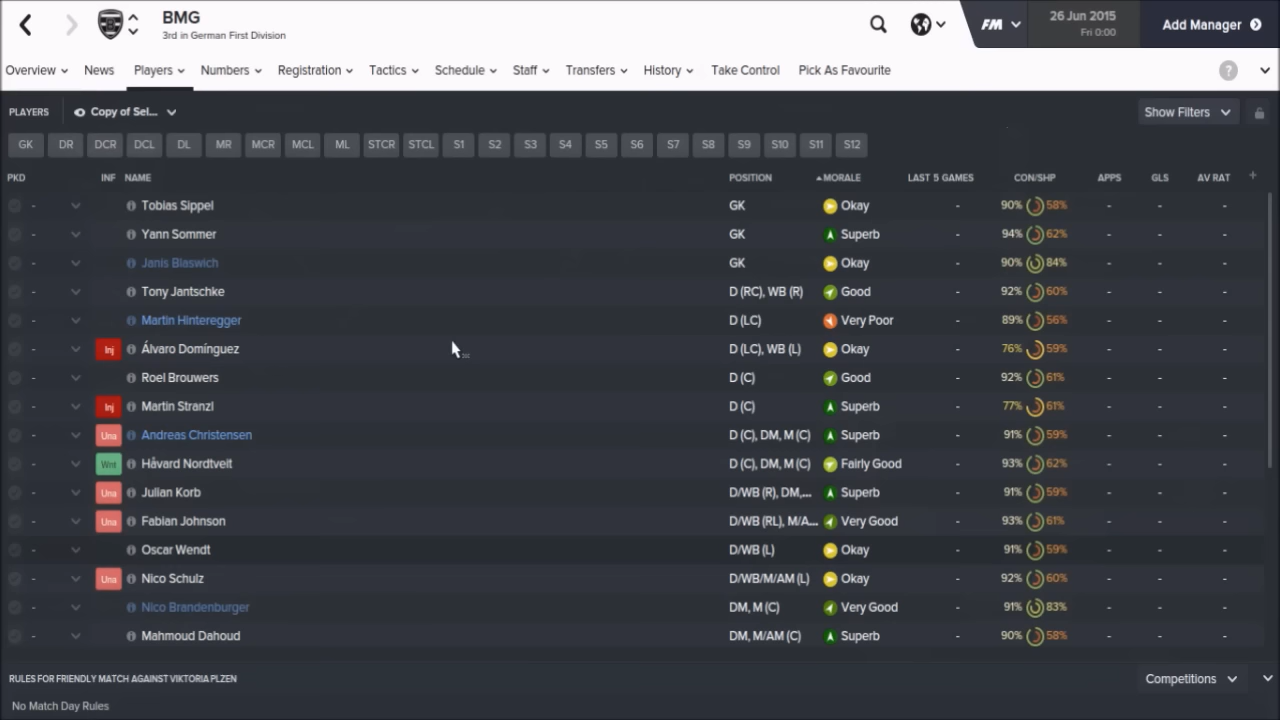 BMG
3rd in German First Division
FM
26 Jun 2015
Fri 0:00
Add Manager
Overview News Players Numbers Registration Tactics Schedule Staff Transfers History Take Control Pick As Favourite ?
PLAYERS Copy of Sel... Show Filters
GK DR DCR DCL DL MR MCR MCL ML STCR STCL S1 S2 S3 S4 S5 S6 S7 S8 S9 S10 S11 S12
PKD INF NAME POSITION MORALE LAST 5 GAMES CON/SHP APPS GLS AV RAT +
- Tobias Sippel GK Okay - 90% 58% - - -
- Yann Sommer GK Superb - 94% 62% - - -
- Janis Blaswich GK Okay - 90% 84% - - -
- Tony Jantschke D (RC), WB (R) Good - 92% 60% - - -
- Martin Hinteregger D (LC) Very Poor - 89% 56% - - -
- Inj Álvaro Domínguez D (LC), WB (L) Okay - 76% 59% - - -
- Roel Brouwers D (C) Good - 92% 61% - - -
- Inj Martin Stranzl D (C) Superb - 77% 61% - - -
- Una Andreas Christensen D (C), DM, M (C) Superb - 91% 59% - - -
- Wnt Håvard Nordtveit D (C), DM, M (C) Fairly Good - 93% 62% - - -
- Una Julian Korb D/WB (R), DM,... Superb - 91% 59% - - -
- Una Fabian Johnson D/WB (RL), M/A... Very Good - 93% 61% - - -
- Oscar Wendt D/WB (L) Okay - 91% 59% - - -
- Una Nico Schulz D/WB/M/AM (L) Okay - 92% 60% - - -
- Nico Brandenburger DM, M (C) Very Good - 91% 83% - - -
- Mahmoud Dahoud DM, M/AM (C) Superb - 90% 58% - - -
RULES FOR FRIENDLY MATCH AGAINST VIKTORIA PLZEN Competitions
No Match Day Rules